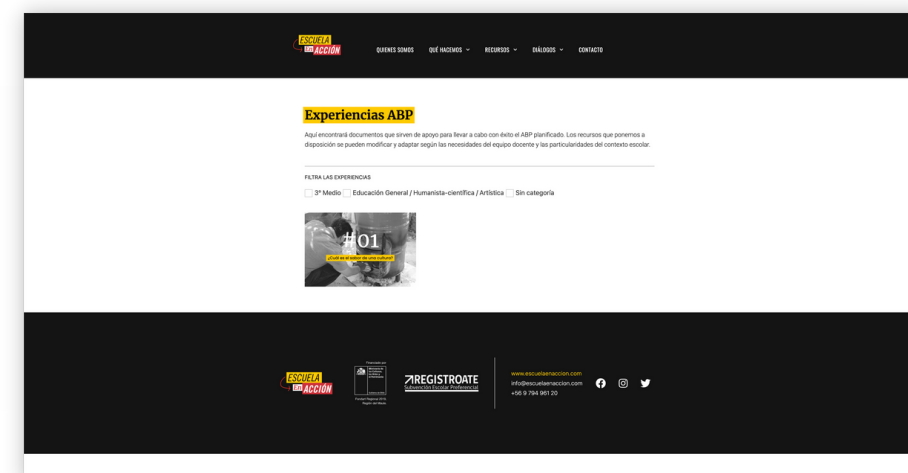 ESCUELA
En ACCIÓN
QUIENES SOMOS
QUÉ HACEMOS
RECURSOS
DIÁLOGOS
CONTACTO
Experiencias ABP
Aquí encontrará documentos que sirven de apoyo para llevar a cabo con éxito el ABP planificado. Los recursos que ponemos a
disposición se pueden modificar y adaptar según las necesidades del equipo docente y las particularidades del contexto escolar.
FILTRA LAS EXPERIENCIAS
3° Medio
Educación General / Humanista-científica / Artística
Sin categoría
#01
¿Cuál es el sabor de una cultura?
ESCUELA
En ACCIÓN
Financiado por
REGISTROATE
Subvención Escolar Preferencial
www.escuelaenaccion.com
info@escuelaenaccion.com
+56 9 794 961 20